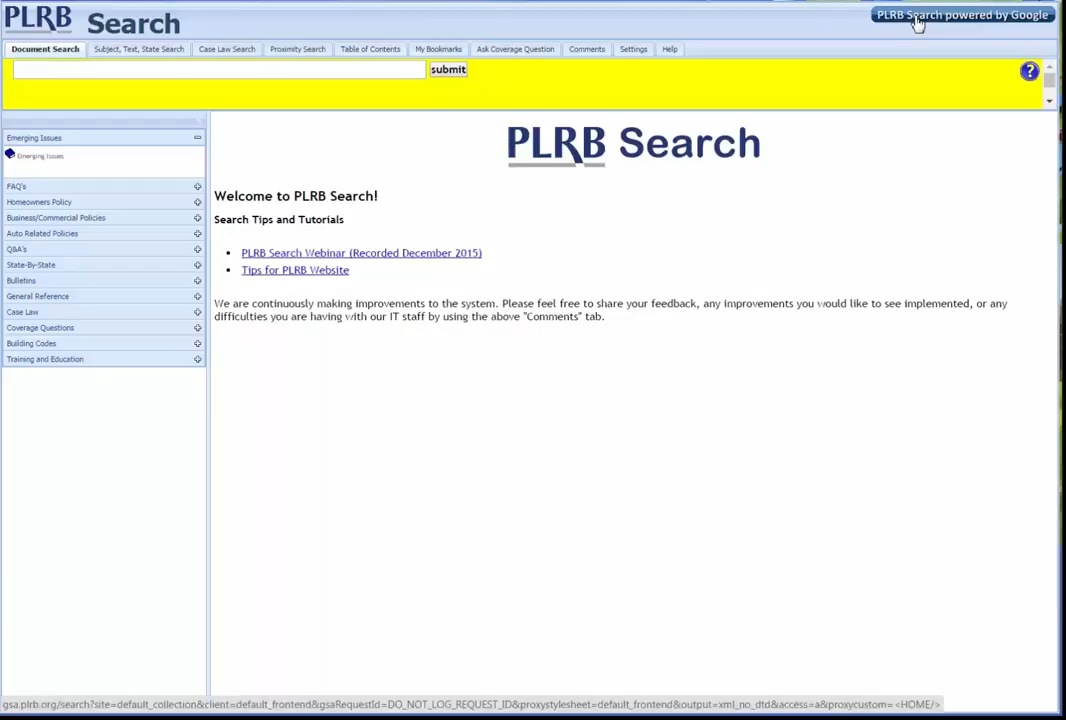 PLRB Search
PLRB Search powered by Google
Document Search Subject, Text, State Search Case Law Search Proximity Search Table of Contents My Bookmarks Ask Coverage Question Comments Settings Help
submit
?
Emerging Issues
Emerging Issues
FAQ's
Homeowners Policy
Business/Commercial Policies
Auto Related Policies
Q&A's
State-By-State
Bulletins
General Reference
Case Law
Coverage Questions
Building Codes
Training and Education
PLRB Search
Welcome to PLRB Search!
Search Tips and Tutorials
• PLRB Search Webinar (Recorded December 2015)
• Tips for PLRB Website
We are continuously making improvements to the system. Please feel free to share your feedback, any improvements you would like to see implemented, or any
difficulties you are having with our IT staff by using the above "Comments" tab.
gsa.plrb.org/search?site=default_collection&client=default_frontend&gsaRequestId=DO_NOT_LOG_REQUEST_ID&proxystylesheet=default_frontend&output=xml_no_dtd&access=a&proxycustom=<HOME/>